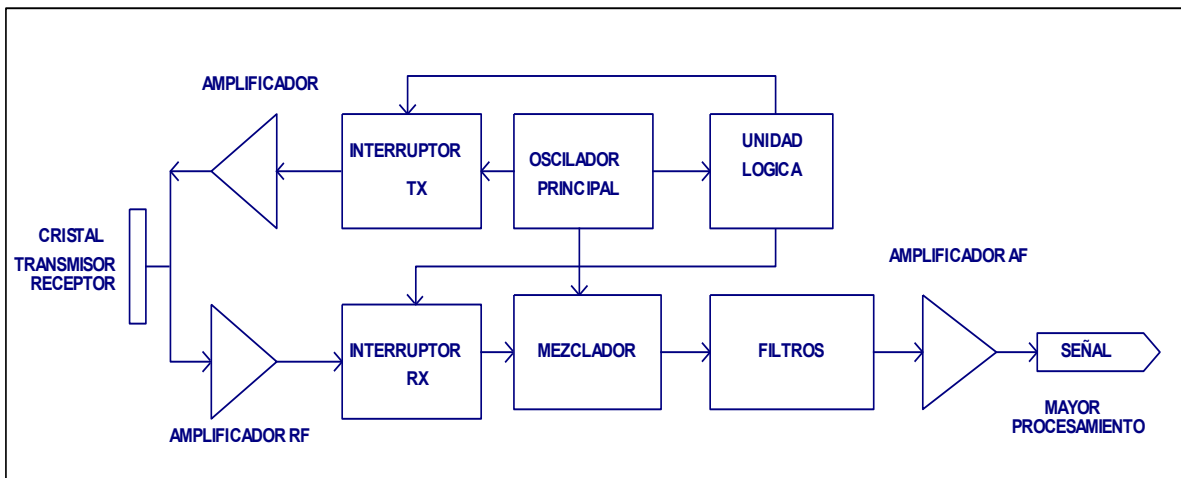 AMPLIFICADOR
INTERRUPTOR
TX
OSCILADOR
PRINCIPAL
UNIDAD
LOGICA
CRISTAL
TRANSMISOR
RECEPTOR
AMPLIFICADOR AF
INTERRUPTOR
RX
MEZCLADOR
FILTROS
SEÑAL
AMPLIFICADOR RF
MAYOR
PROCESAMIENTO